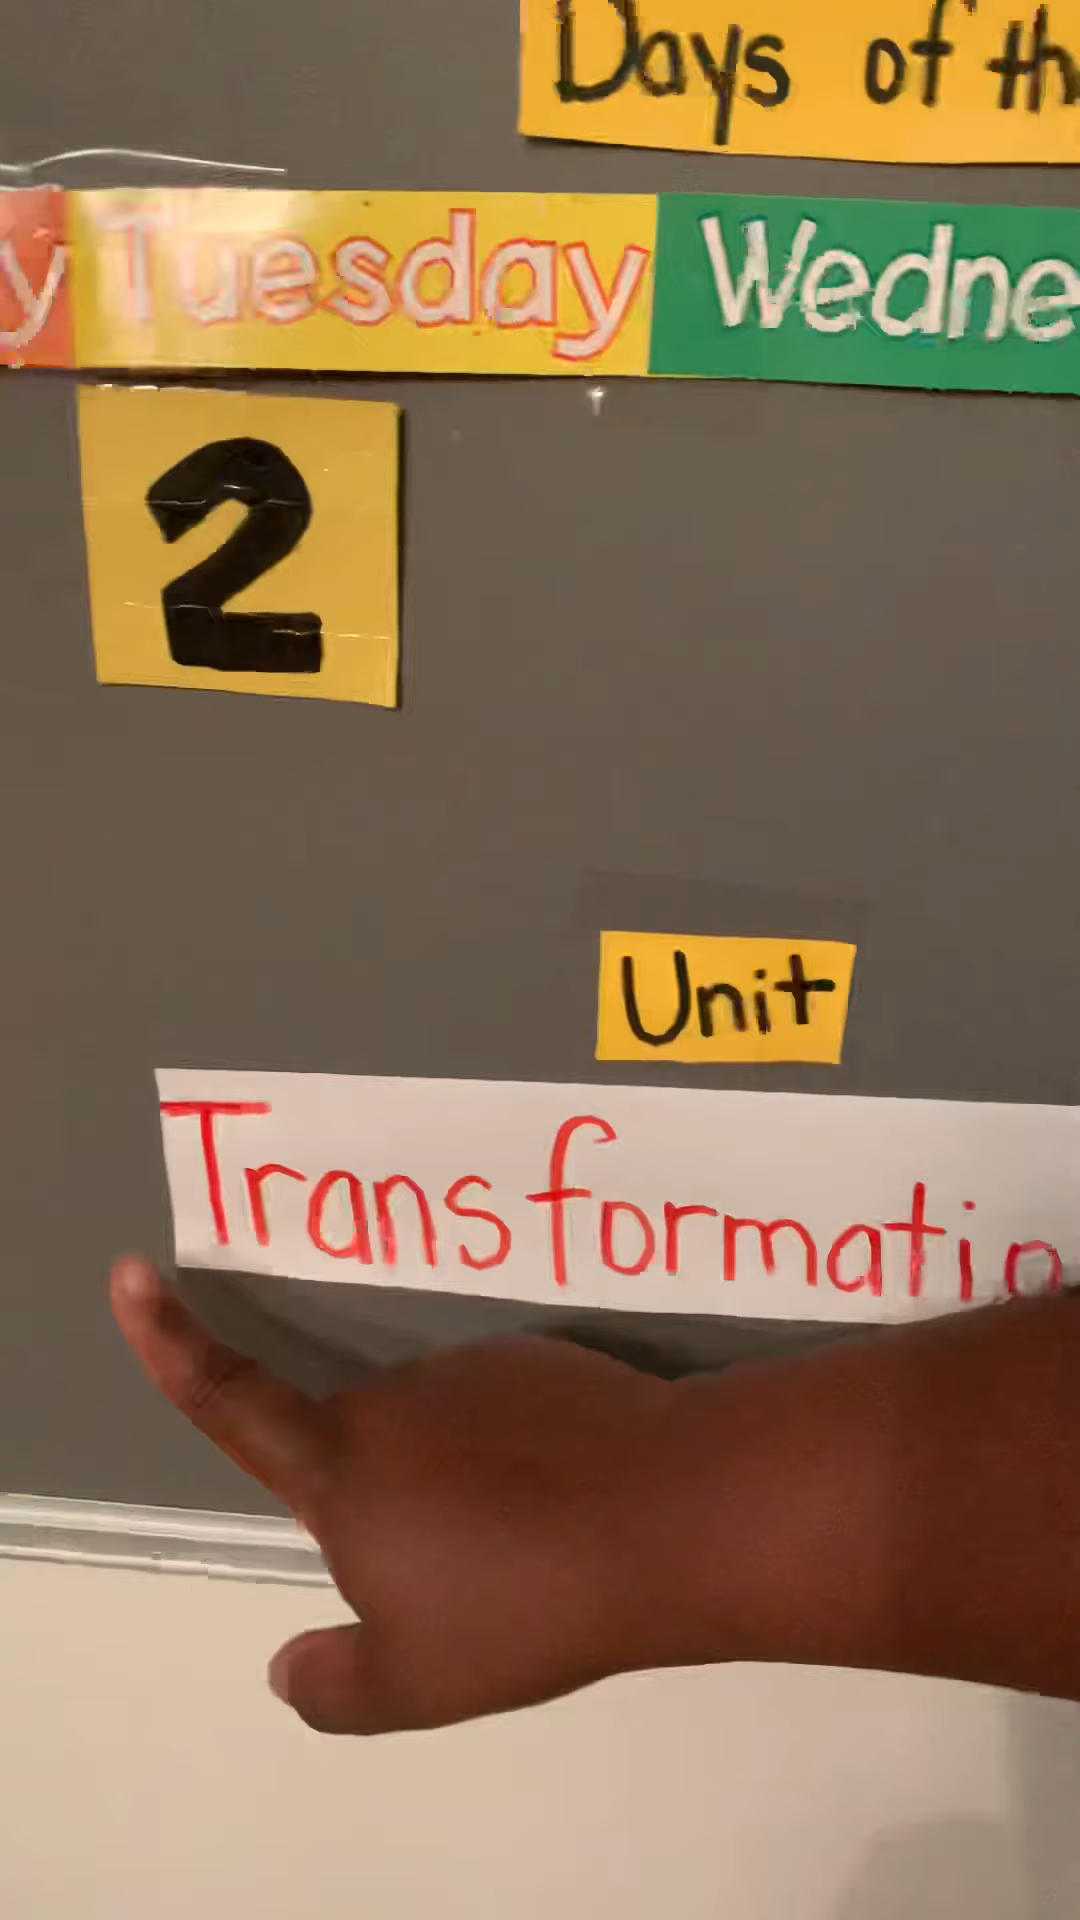 Days of th
y Tuesday Wedne
2
Unit
Transformatio